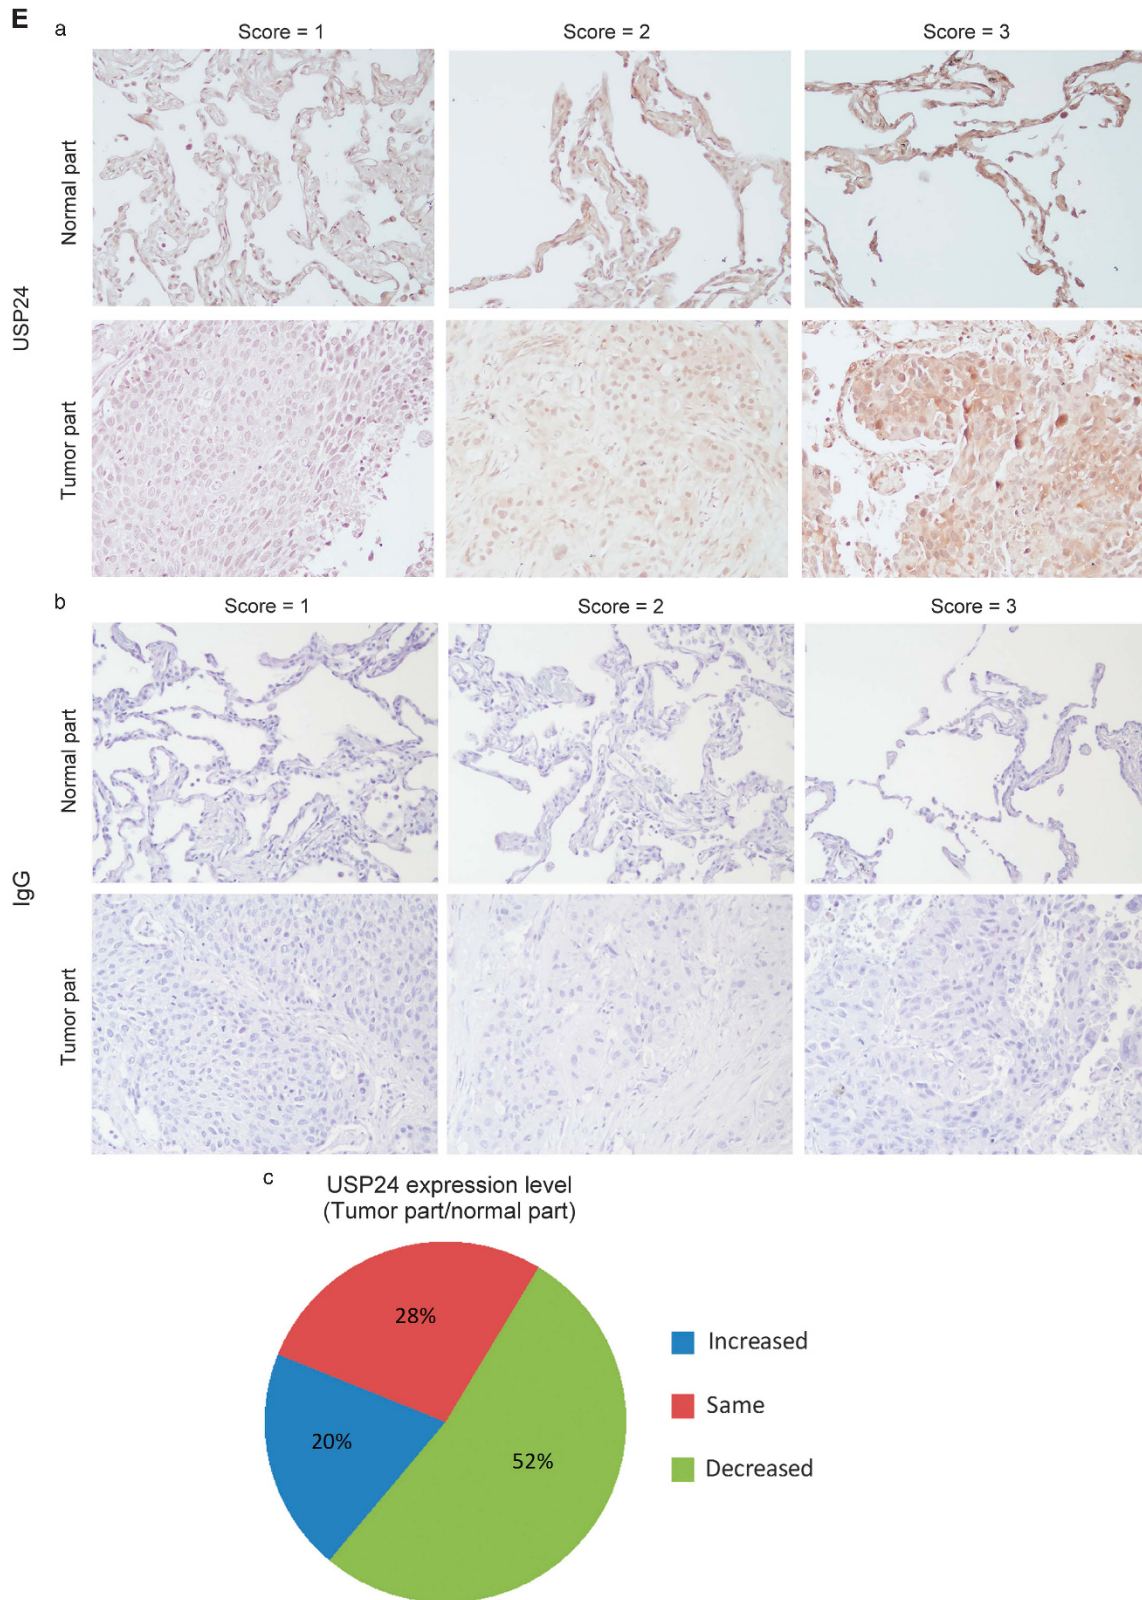 E
a
Score = 1
Score = 2
Score = 3
USP24
Normal part
Tumor part
b
Score = 1
Score = 2
Score = 3
IgG
Normal part
Tumor part
c
USP24 expression level
(Tumor part/normal part)
28%
20%
52%
Increased
Same
Decreased